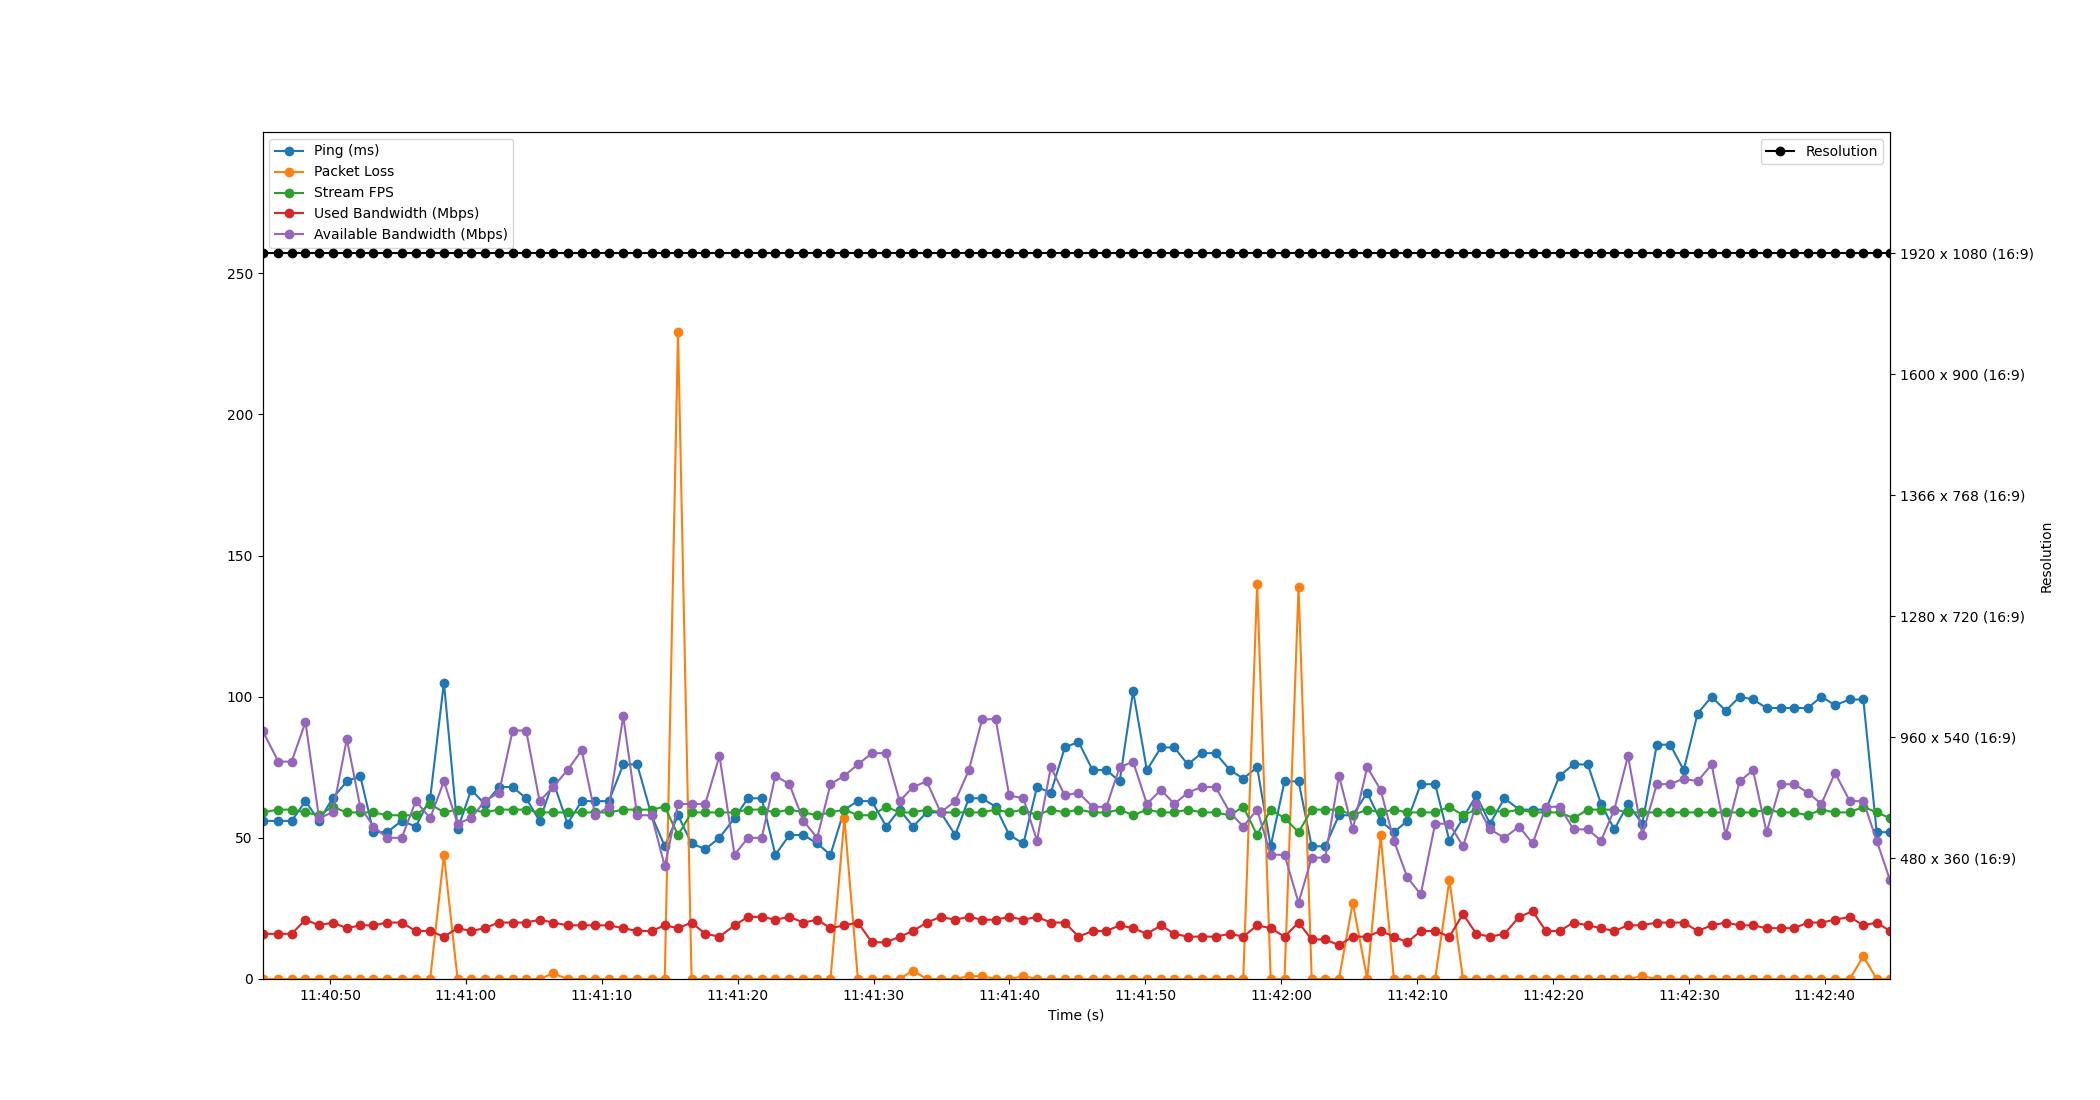 Ping (ms)
Packet Loss
Stream FPS
Used Bandwidth (Mbps)
Available Bandwidth (Mbps)
Resolution
250
200
150
100
50
0
1920 x 1080 (16:9)
1600 x 900 (16:9)
1366 x 768 (16:9)
1280 x 720 (16:9)
960 x 540 (16:9)
480 x 360 (16:9)
Resolution
11:40:50 11:41:00 11:41:10 11:41:20 11:41:30 11:41:40 11:41:50 11:42:00 11:42:10 11:42:20 11:42:30 11:42:40
Time (s)